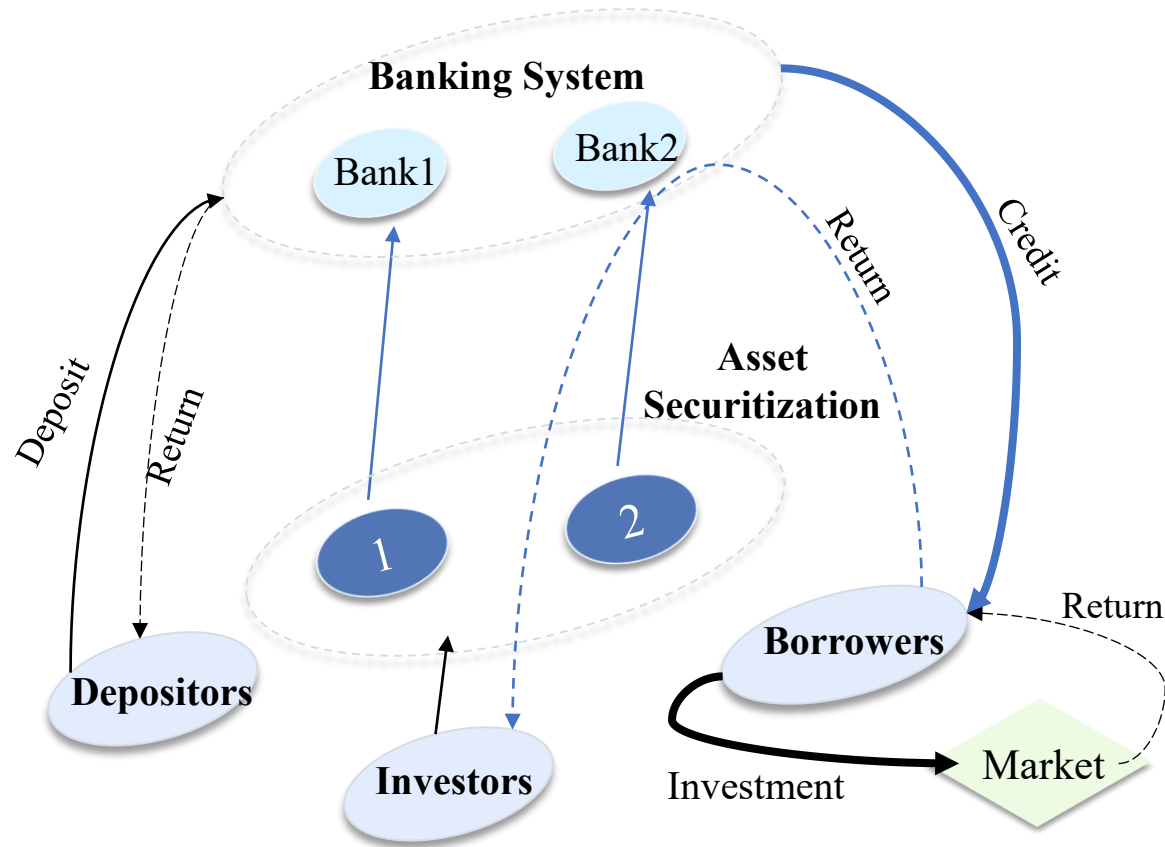 Banking System
Bank1
Bank2
Credit
Return
Deposit
Return
Asset
Securitization
1
2
Return
Borrowers
Depositors
Investors
Investment
Market